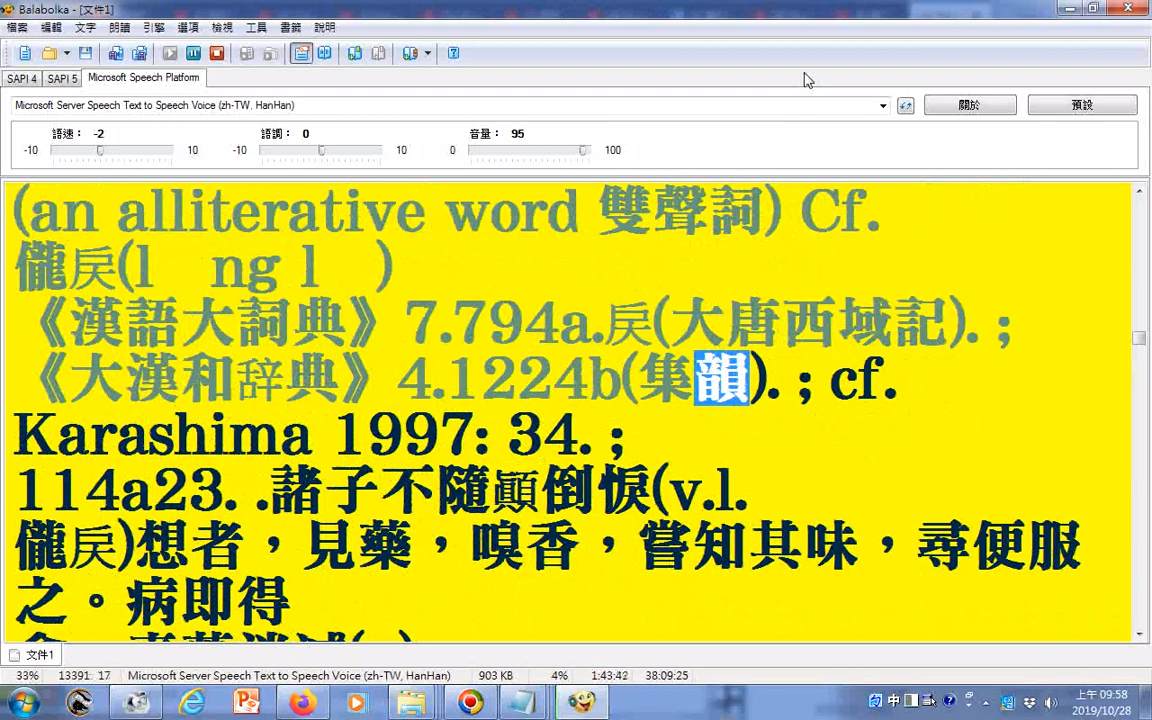 Balabolka - [文件1]
檔案 編輯 文字 朗讀 引擎 選項 檢視 工具 書籤 說明
SAPI 4 SAPI 5 Microsoft Speech Platform
Microsoft Server Speech Text to Speech Voice (zh-TW, HanHan) 關於 預設
語速： -2 語調： 0 音量： 95
-10 10 -10 10 0 100
(an alliterative word 雙聲詞) Cf.
儱戾(l ng l )
《漢語大詞典》7.794a.戾(大唐西域記). ;
《大漢和辞典》4.1224b(集韻). ; cf.
Karashima 1997: 34. ;
114a23. .諸子不隨顛倒悷(v.l.
儱戾)想者，見藥，嗅香，嘗知其味，尋便服
之。病即得
文件1
33% 13391: 17 Microsoft Server Speech Text to Speech Voice (zh-TW, HanHan) 903 KB 4% 1:43:42 38:09:25
中 上午 09:58
2019/10/28